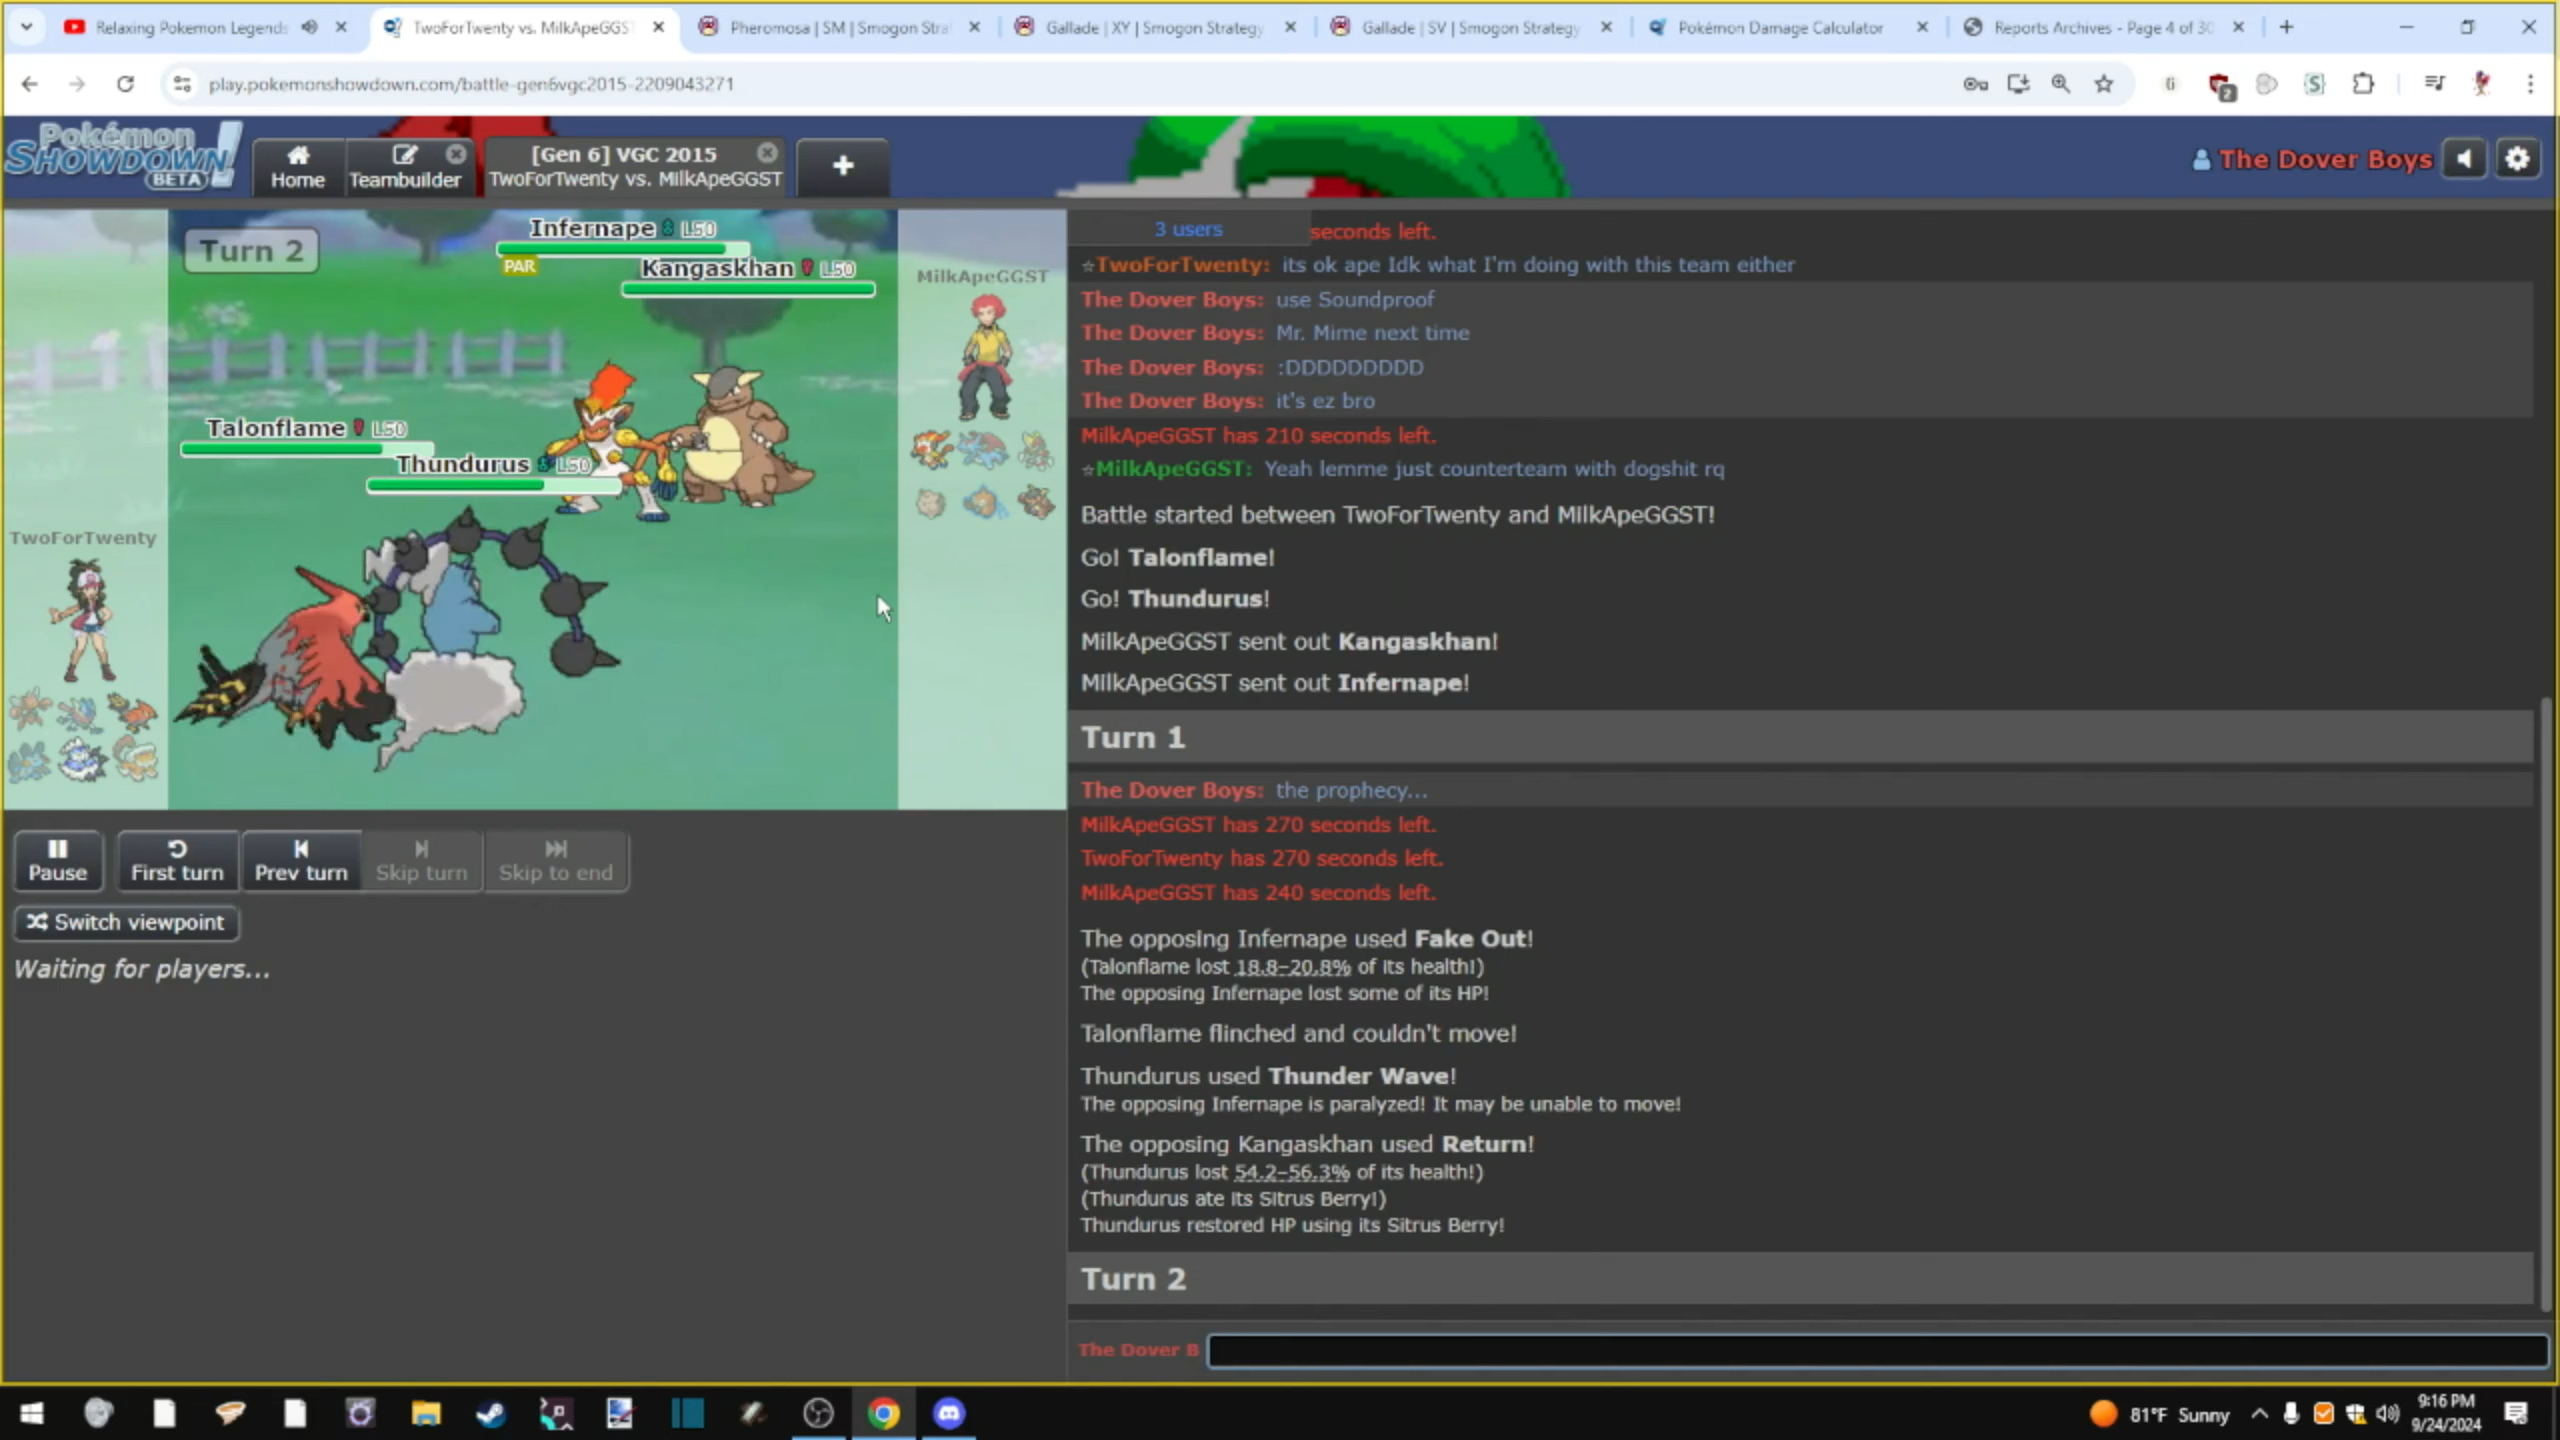 Relaxing Pokemon Legends
TwoForTwenty vs. MilkApeGGST
Pheromosa | SM | Smogon Stra
Gallade | XY | Smogon Strategy
Gallade | SV | Smogon Strategy
Pokémon Damage Calculator
Reports Archives - Page 4 of 30
play.pokemonshowdown.com/battle-gen6vgc2015-2209043271
2
Pokémon
SHOWDOWN!
BETA
Home
Teambuilder
[Gen 6] VGC 2015
TwoForTwenty vs. MilkApeGGST
The Dover Boys
Turn 2
Infernape L50
PAR
Kangaskhan L50
MilkApeGGST
Talonflame L50
Thundurus L50
TwoForTwenty
Pause
First turn
Prev turn
Skip turn
Skip to end
Switch viewpoint
Waiting for players...
3 users
seconds left.
☆TwoForTwenty: its ok ape Idk what I'm doing with this team either
The Dover Boys: use Soundproof
The Dover Boys: Mr. Mime next time
The Dover Boys: :DDDDDDDDD
The Dover Boys: it's ez bro
MilkApeGGST has 210 seconds left.
☆MilkApeGGST: Yeah lemme just counterteam with dogshit rq
Battle started between TwoForTwenty and MilkApeGGST!
Go! Talonflame!
Go! Thundurus!
MilkApeGGST sent out Kangaskhan!
MilkApeGGST sent out Infernape!
Turn 1
The Dover Boys: the prophecy...
MilkApeGGST has 270 seconds left.
TwoForTwenty has 270 seconds left.
MilkApeGGST has 240 seconds left.
The opposing Infernape used Fake Out!
(Talonflame lost 18.8–20.8% of its health!)
The opposing Infernape lost some of its HP!
Talonflame flinched and couldn't move!
Thundurus used Thunder Wave!
The opposing Infernape is paralyzed! It may be unable to move!
The opposing Kangaskhan used Return!
(Thundurus lost 54.2–56.3% of its health!)
(Thundurus ate its Sitrus Berry!)
Thundurus restored HP using its Sitrus Berry!
Turn 2
The Dover B
81°F Sunny
9:16 PM
9/24/2024